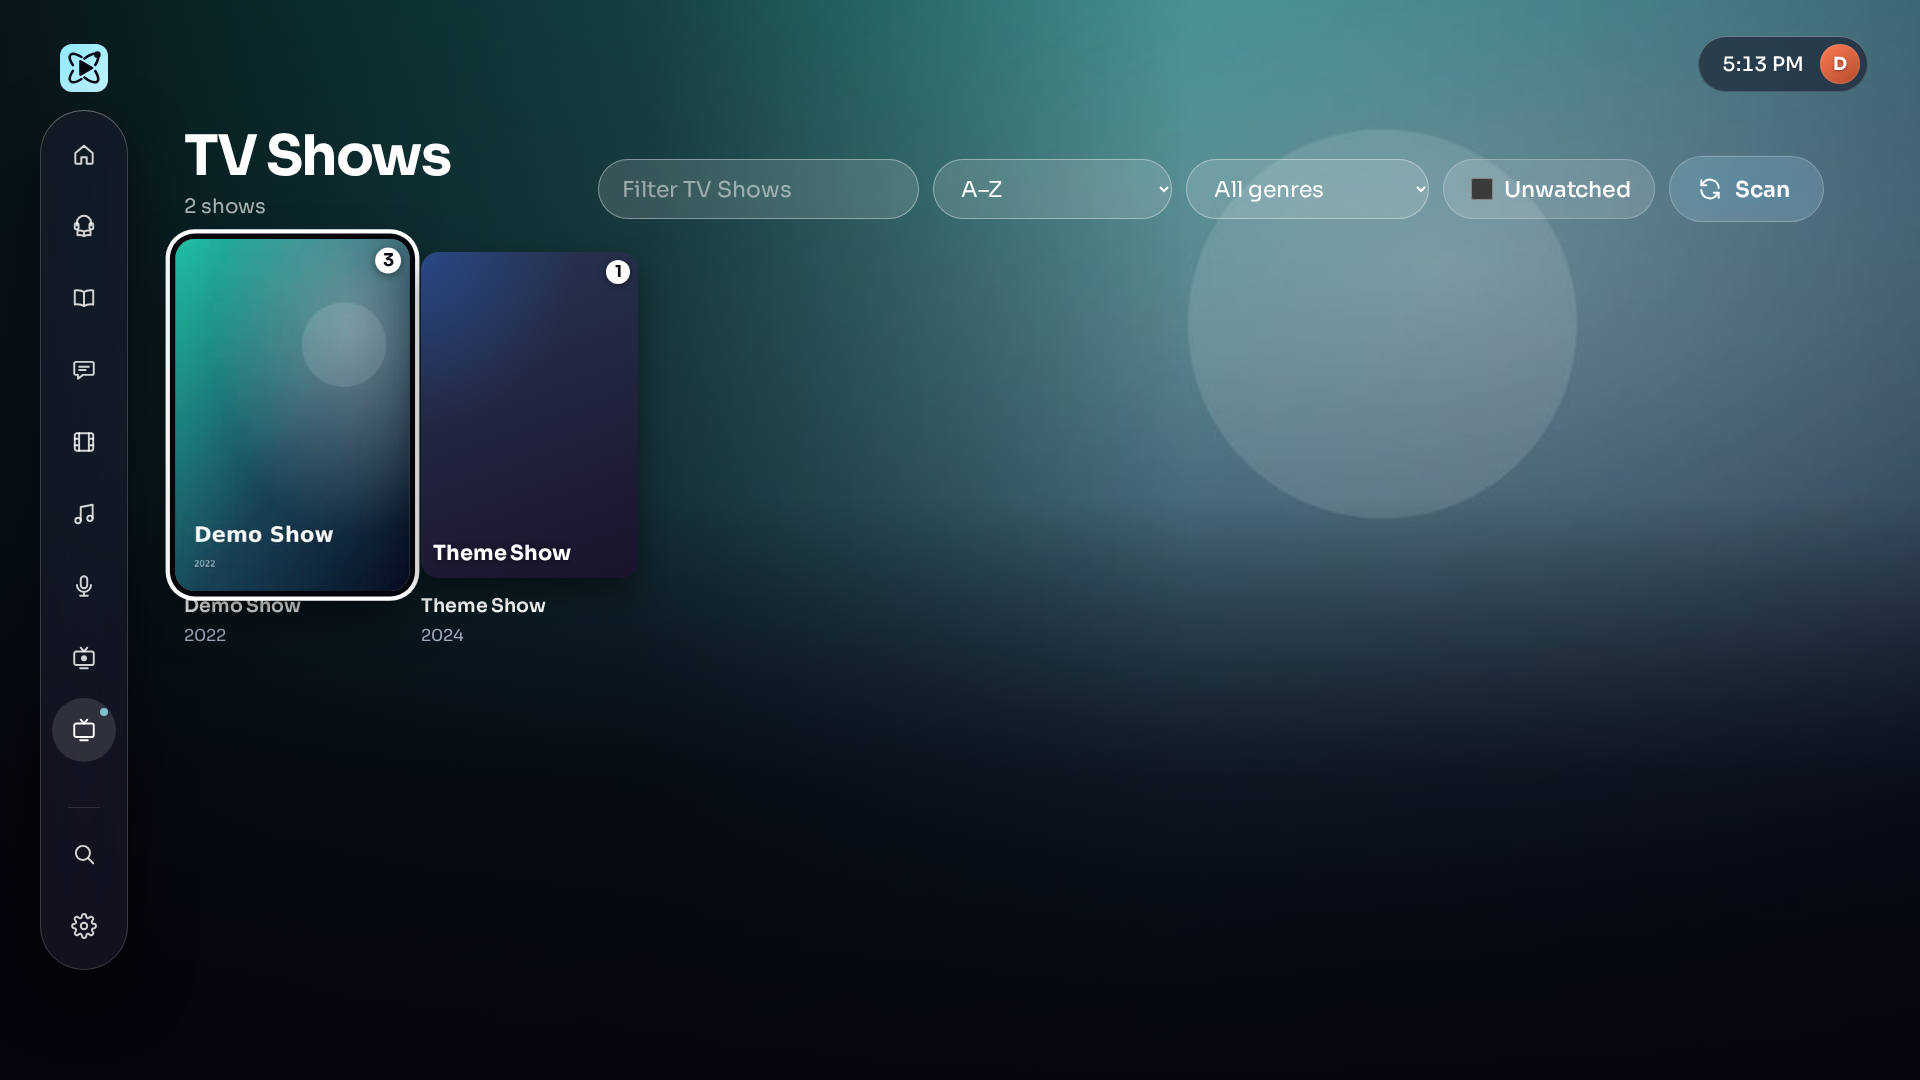 5:13 PM
D
TV Shows
2 shows
Filter TV Shows
A–Z
All genres
Unwatched
Scan
3
Demo Show
2022
1
Theme Show
Demo Show
2022
Theme Show
2024